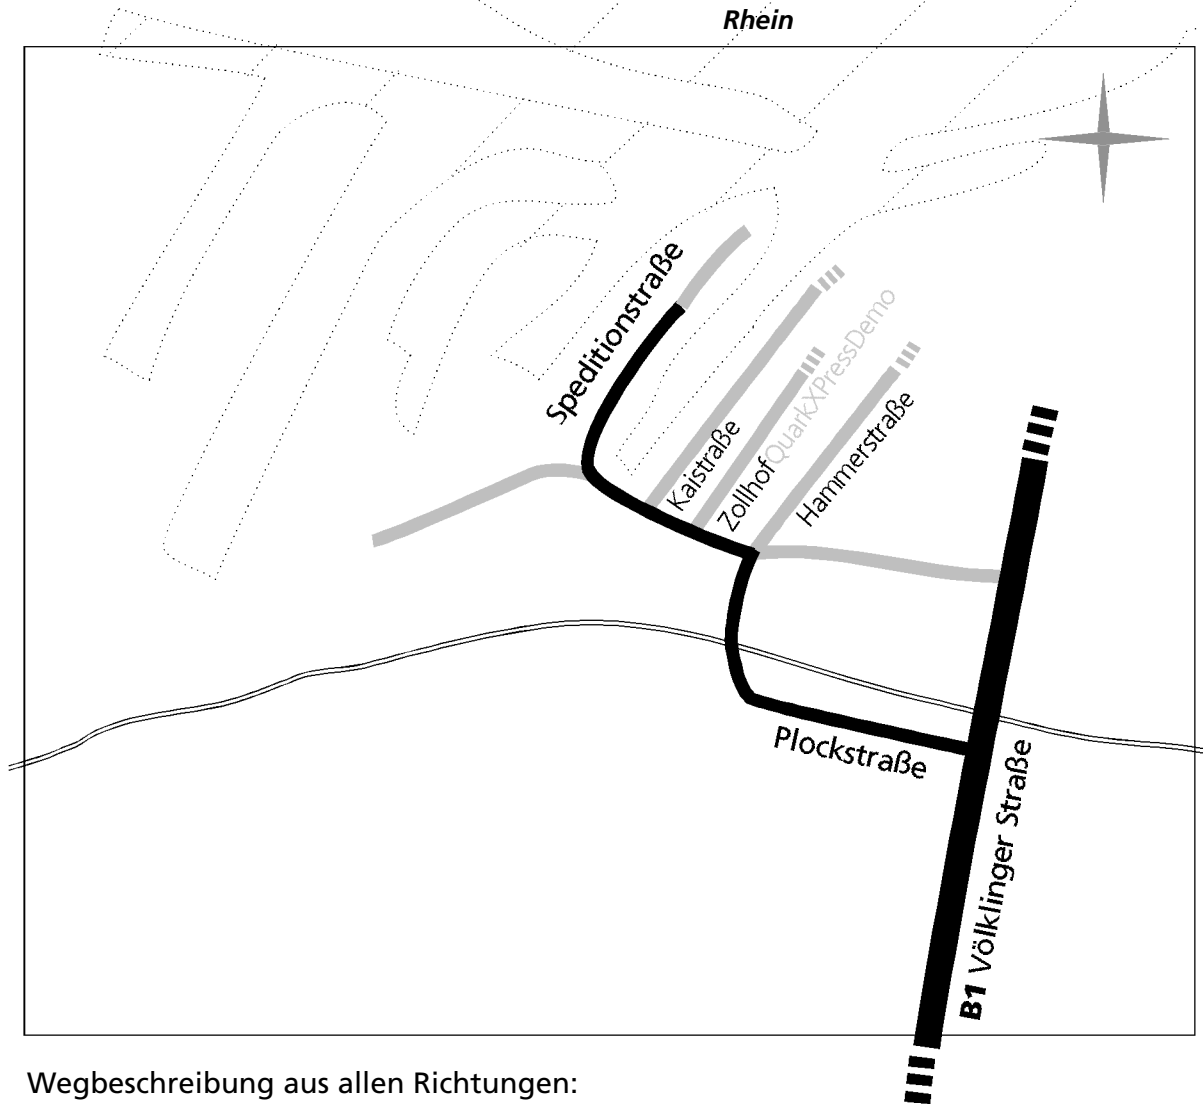 Rhein
Speditionstraße
Kaistraße
Zollhof QuarkXPressDemo
Hammerstraße
Plockstraße
B1 Völklinger Straße
Wegbeschreibung aus allen Richtungen: